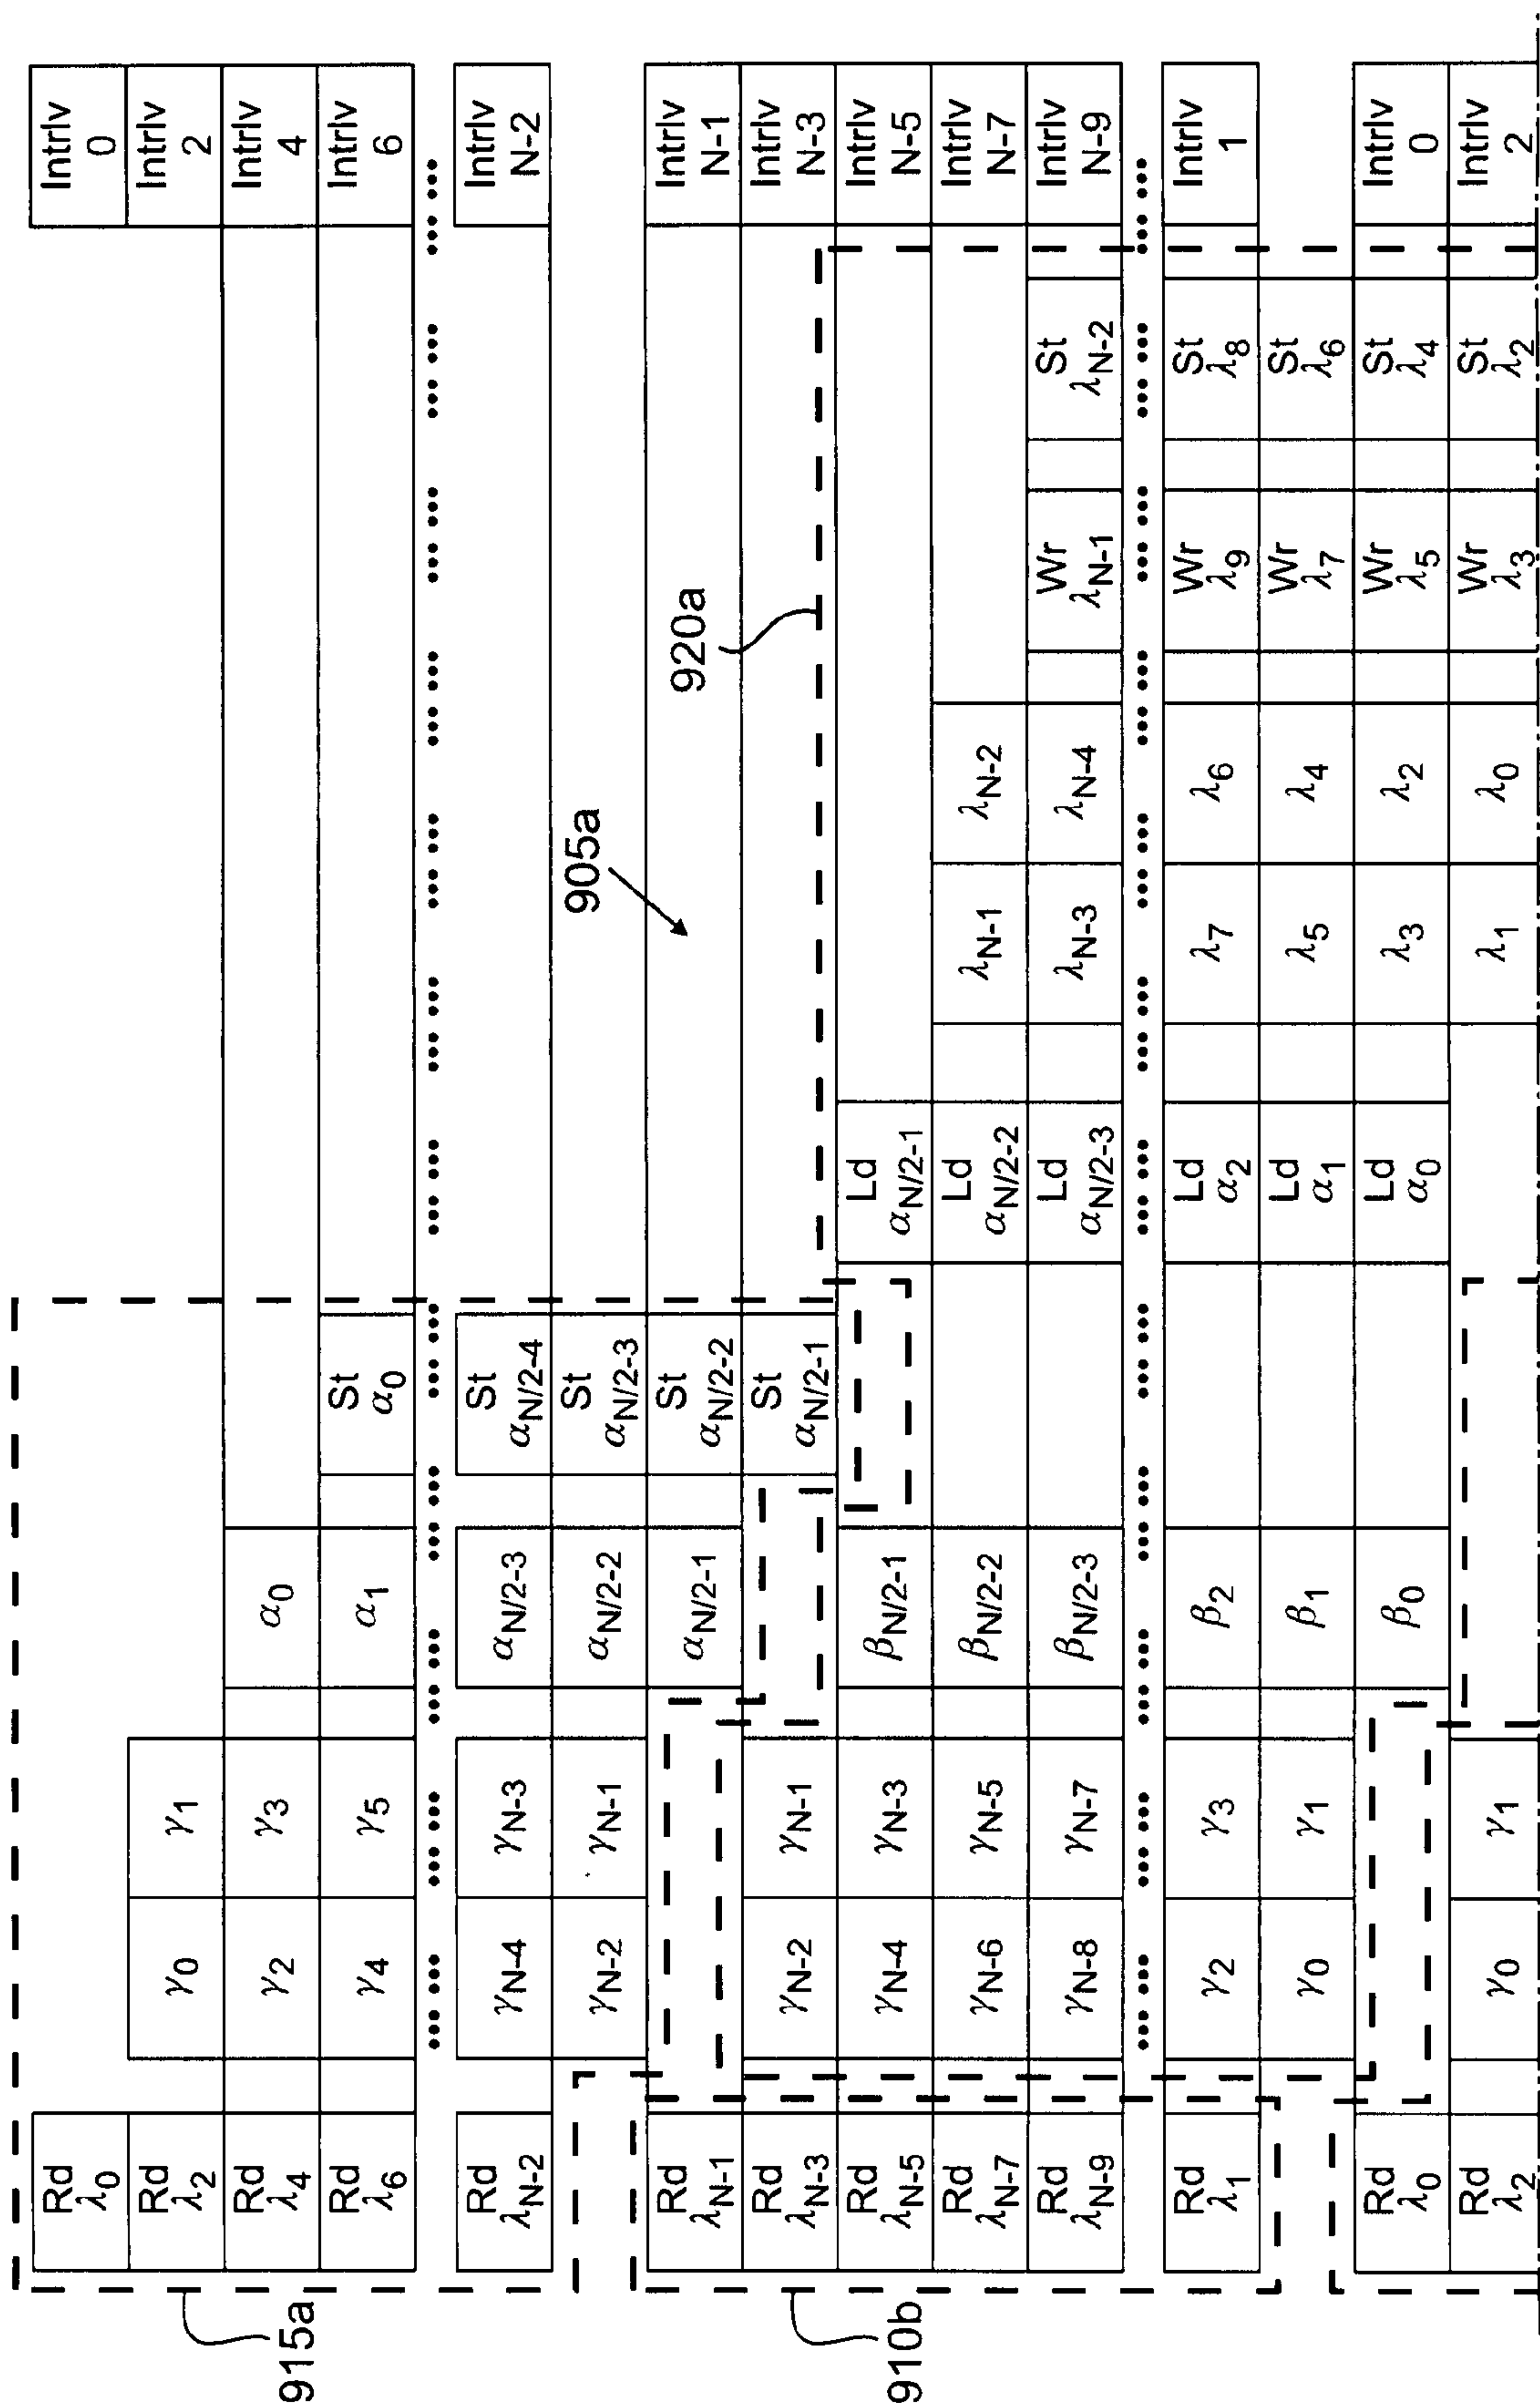 915a
Rd λ0 Intrlv 0
Rd λ2 γ0 γ1 Intrlv 2
Rd λ4 γ2 γ3 α0 Intrlv 4
Rd λ6 γ4 γ5 α1 St α0 Intrlv 6
Rd λN-2 γN-4 γN-3 αN/2-3 St αN/2-4 Intrlv N-2
γN-2 γN-1 αN/2-2 St αN/2-3
905a
Rd λN-1 αN/2-1 St αN/2-2 Intrlv N-1
920a
Rd λN-3 γN-2 γN-1 St αN/2-1 Intrlv N-3
910b
Rd λN-5 γN-4 γN-3 βN/2-1 Ld αN/2-1 Intrlv N-5
Rd λN-7 γN-6 γN-5 βN/2-2 Ld αN/2-2 λN-1 λN-2 Intrlv N-7
Rd λN-9 γN-8 γN-7 βN/2-3 Ld αN/2-3 λN-3 λN-4 Wr λN-1 St λN-2 Intrlv N-9
Rd λ1 γ2 γ3 β2 Ld α2 λ7 λ6 Wr λ9 St λ8 Intrlv 1
γ0 γ1 β1 Ld α1 λ5 λ4 Wr λ7 St λ6
Rd λ0 β0 Ld α0 λ3 λ2 Wr λ5 St λ4 Intrlv 0
Rd λ2 γ0 γ1 λ1 λ0 Wr λ3 St λ2 Intrlv 2